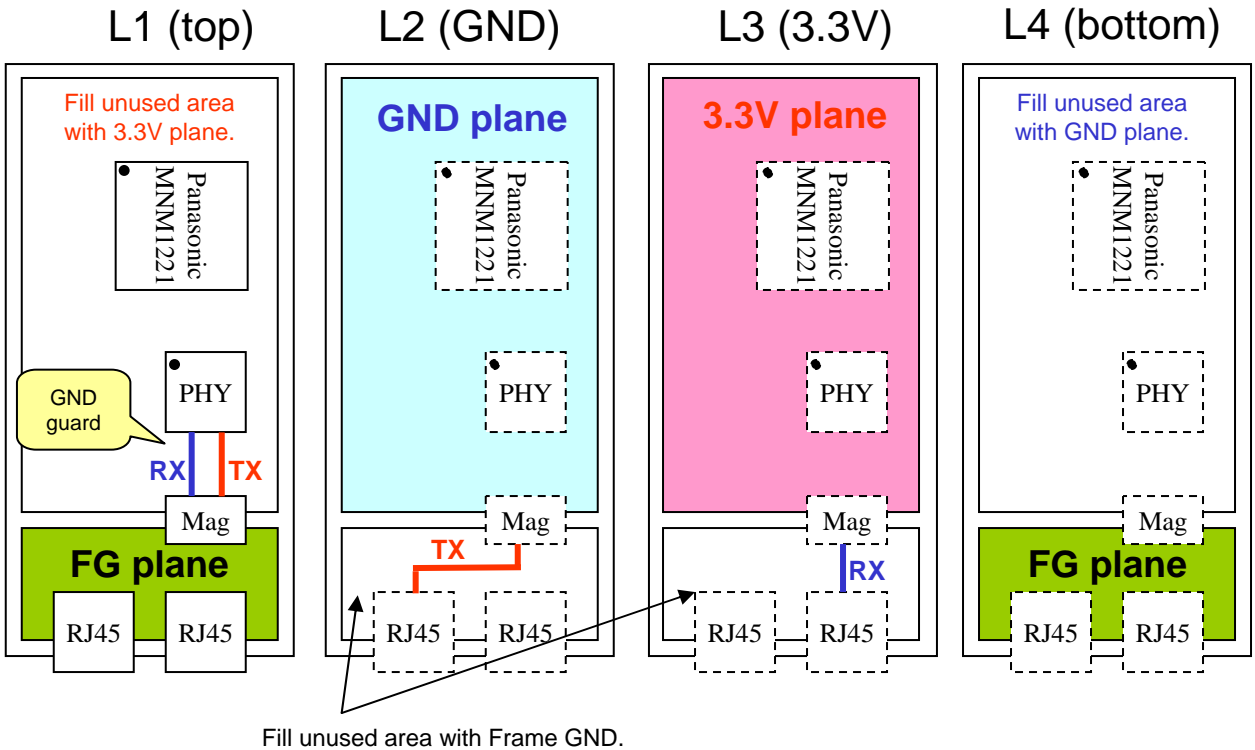 L1 (top)
L2 (GND)
L3 (3.3V)
L4 (bottom)
Fill unused area
with 3.3V plane.
Panasonic
MNM1221
PHY
GND
guard
RX
TX
Mag
FG plane
RJ45
RJ45
GND plane
Panasonic
MNM1221
PHY
Mag
TX
RJ45
RJ45
3.3V plane
Panasonic
MNM1221
PHY
Mag
RX
RJ45
RJ45
Fill unused area
with GND plane.
Panasonic
MNM1221
PHY
Mag
FG plane
RJ45
RJ45
Fill unused area with Frame GND.